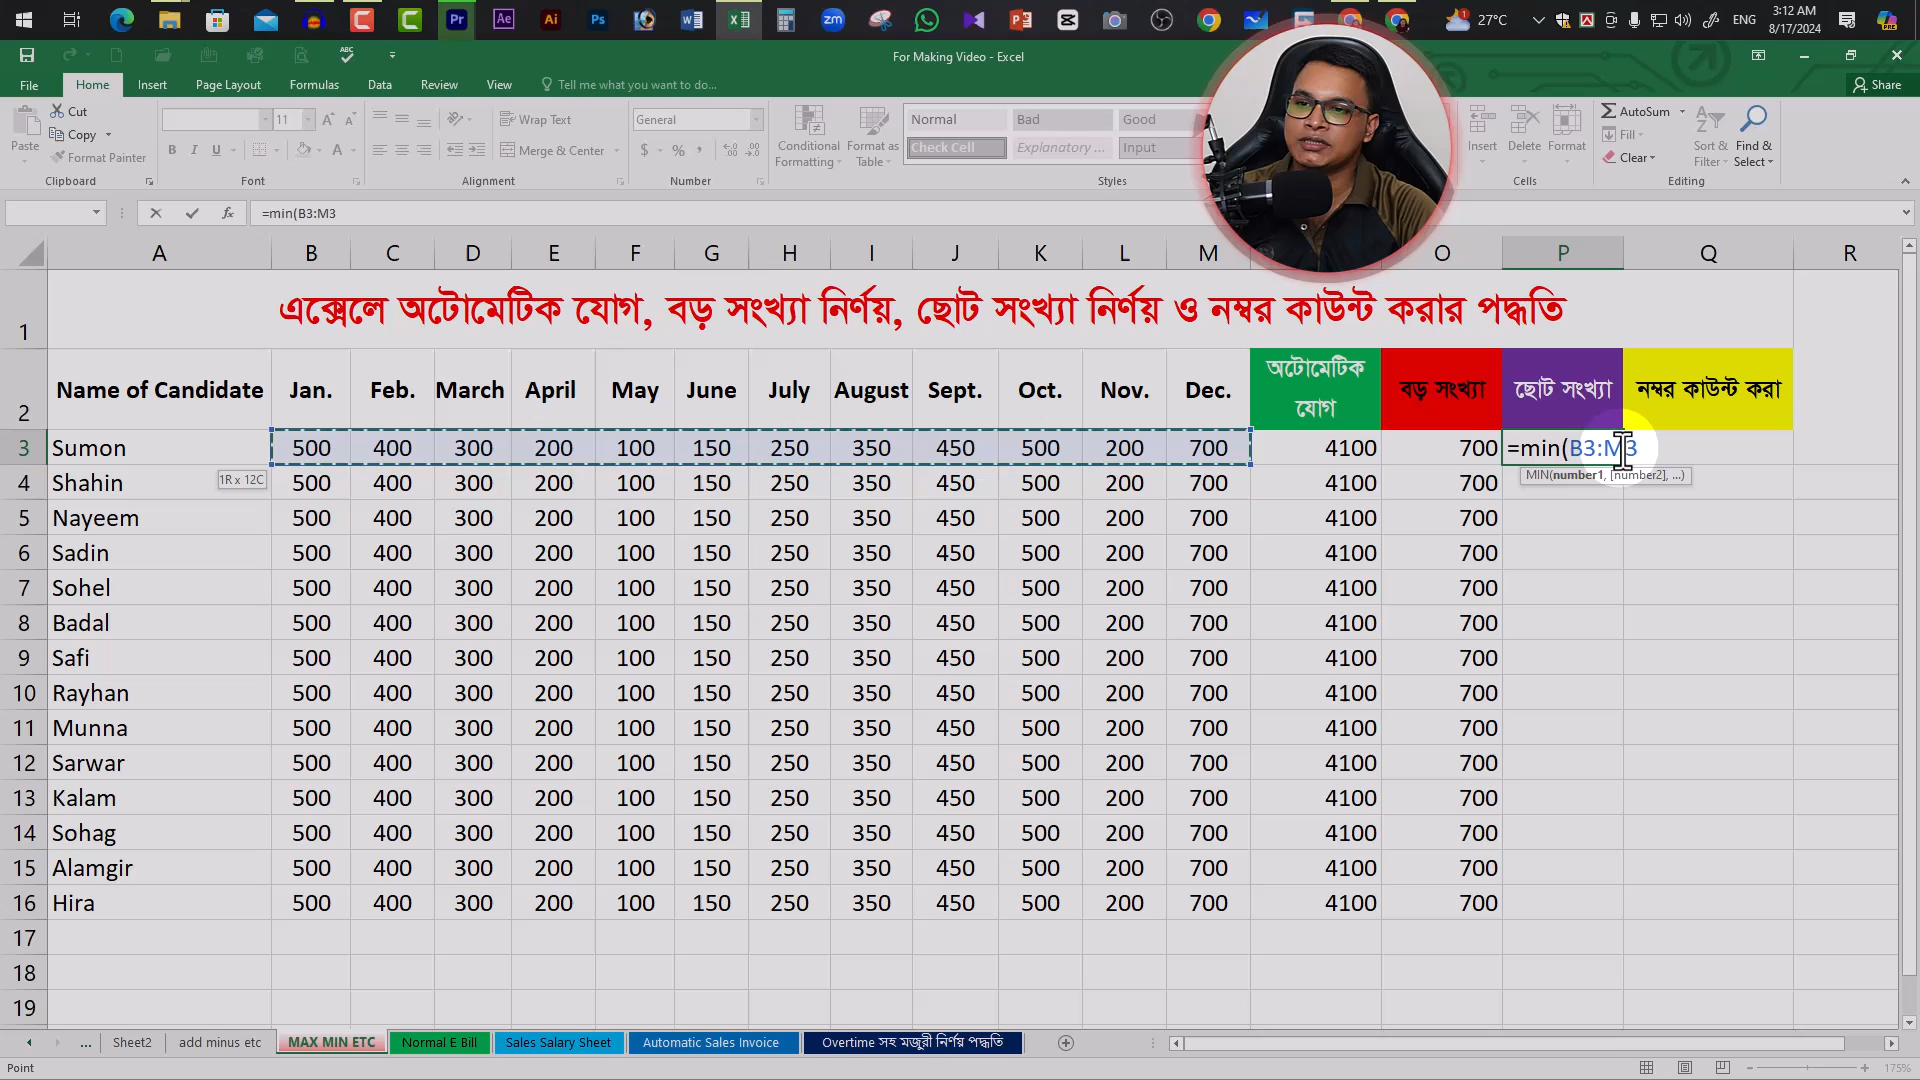 27°C
ENG
3:12 AM
8/17/2024
For Making Video - Excel
File Home Insert Page Layout Formulas Data Review View Tell me what you want to do...
Share
Cut
Copy
Format Painter
Paste
11
Wrap Text
Merge & Center
General
Conditional Formatting
Format as Table
Normal Bad Good
Check Cell Explanatory ... Input
Insert Delete Format
AutoSum
Fill
Clear
Sort & Filter
Find & Select
Clipboard Font Alignment Number Styles Cells Editing
=min(B3:M3
A B C D E F G H I J K L M O P Q R
1 এক্সেলে অটোমেটিক যোগ, বড় সংখ্যা নির্ণয়, ছোট সংখ্যা নির্ণয় ও নম্বর কাউন্ট করার পদ্ধতি
2 Name of Candidate Jan. Feb. March April May June July August Sept. Oct. Nov. Dec. অটোমেটিক যোগ বড় সংখ্যা ছোট সংখ্যা নম্বর কাউন্ট করা
3 Sumon 500 400 300 200 100 150 250 350 450 500 200 700 4100 700 =min(B3:M3
MIN(number1, [number2], ...)
1R x 12C
4 Shahin 500 400 300 200 100 150 250 350 450 500 200 700 4100 700
5 Nayeem 500 400 300 200 100 150 250 350 450 500 200 700 4100 700
6 Sadin 500 400 300 200 100 150 250 350 450 500 200 700 4100 700
7 Sohel 500 400 300 200 100 150 250 350 450 500 200 700 4100 700
8 Badal 500 400 300 200 100 150 250 350 450 500 200 700 4100 700
9 Safi 500 400 300 200 100 150 250 350 450 500 200 700 4100 700
10 Rayhan 500 400 300 200 100 150 250 350 450 500 200 700 4100 700
11 Munna 500 400 300 200 100 150 250 350 450 500 200 700 4100 700
12 Sarwar 500 400 300 200 100 150 250 350 450 500 200 700 4100 700
13 Kalam 500 400 300 200 100 150 250 350 450 500 200 700 4100 700
14 Sohag 500 400 300 200 100 150 250 350 450 500 200 700 4100 700
15 Alamgir 500 400 300 200 100 150 250 350 450 500 200 700 4100 700
16 Hira 500 400 300 200 100 150 250 350 450 500 200 700 4100 700
17
18
19
... Sheet2 add minus etc MAX MIN ETC Normal E Bill Sales Salary Sheet Automatic Sales Invoice Overtime সহ মজুরী নির্ণয় পদ্ধতি
Point
175%